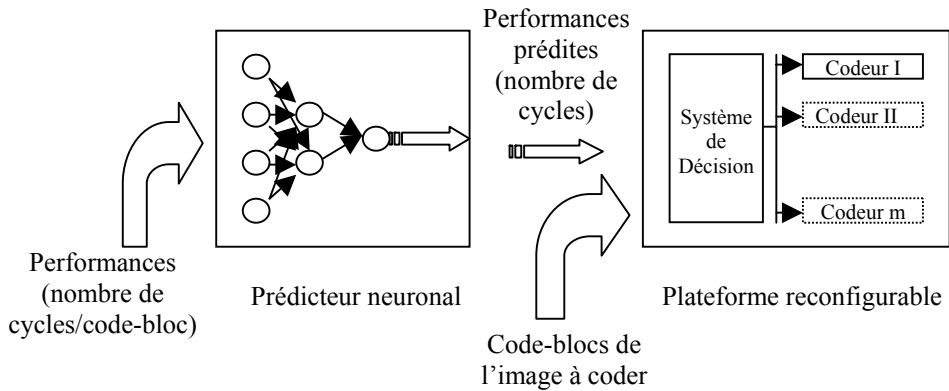 Performances
(nombre de
cycles/code-bloc)
Prédicteur neuronal
Performances
prédites
(nombre de
cycles)
Code-blocs de
l’image à coder
Système
de
Décision
Codeur I
Codeur II
Codeur m
Plateforme reconfigurable